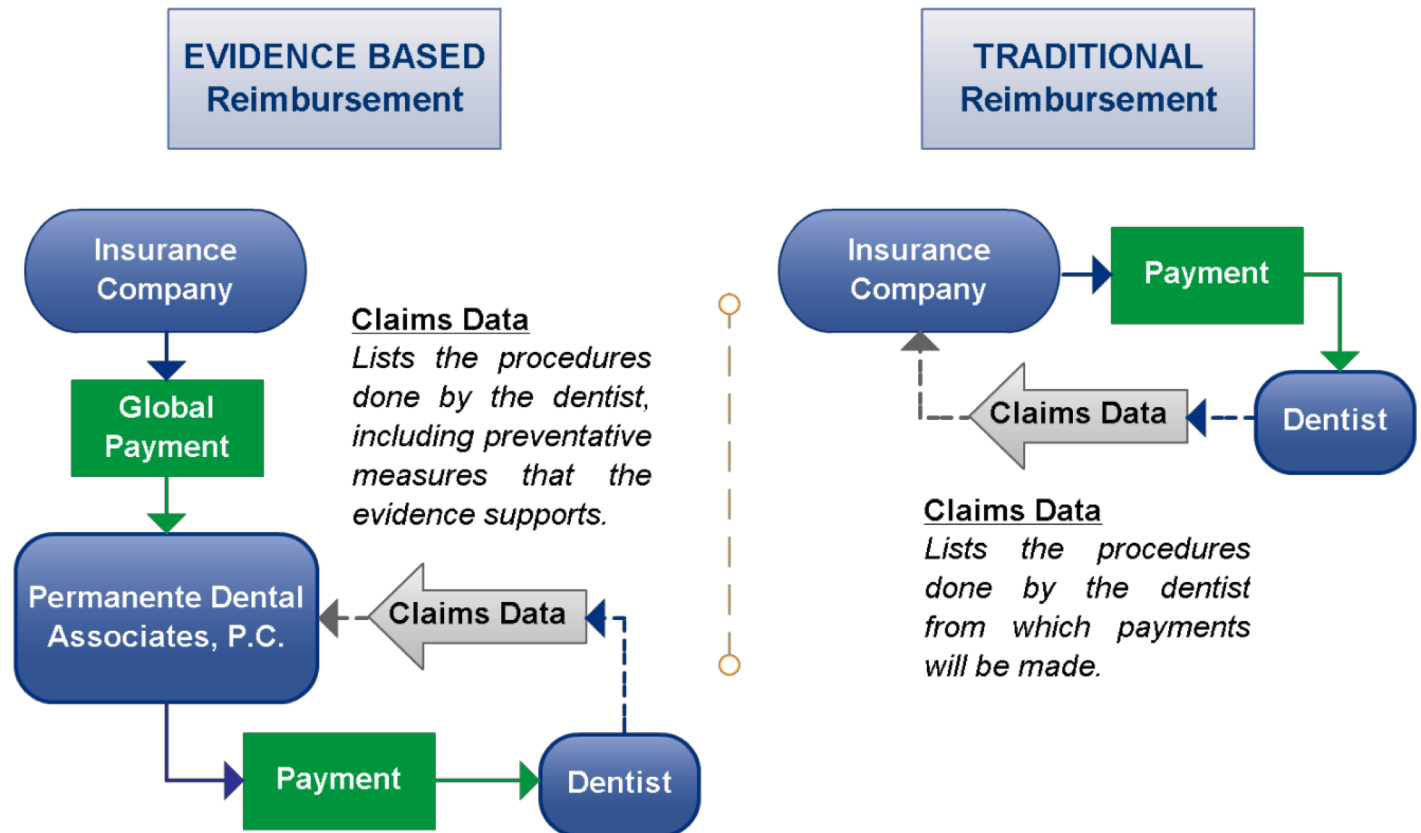 EVIDENCE BASED
Reimbursement
Insurance
Company
Global
Payment
Claims Data
Lists the procedures
done by the dentist,
including preventative
measures that the
evidence supports.
Permanente Dental
Associates, P.C.
Claims Data
Payment
Dentist
TRADITIONAL
Reimbursement
Insurance
Company
Payment
Claims Data
Dentist
Claims Data
Lists the procedures
done by the dentist
from which payments
will be made.